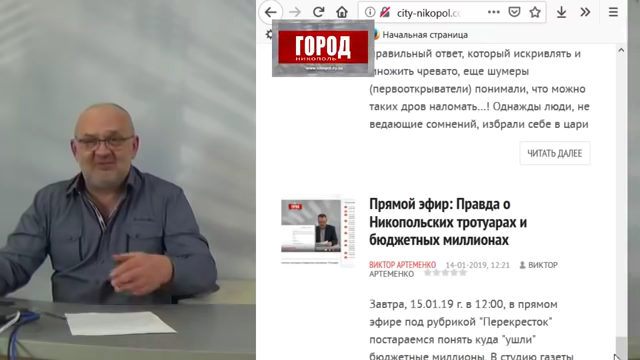 city-nikopol.c
Начальная страница
ГОРОД
НИКОПОЛЬ
правильный ответ, который искривлять и
множить чревато, еще шумеры
(первооткрыватели) понимали, что можно
таких дров наломать...! Однажды люди, не
ведающие сомнений, избрали себе в цари
ЧИТАТЬ ДАЛЕЕ
Прямой эфир: Правда о
Никопольских тротуарах и
бюджетных миллионах
ВИКТОР АРТЕМЕНКО 14-01-2019, 12:21 ВИКТОР
АРТЕМЕНКО
Завтра, 15.01.19 г. в 12:00, в прямом
эфире под рубрикой "Перекресток"
постараемся понять куда "ушли"
бюджетные миллионы. В студию газеты